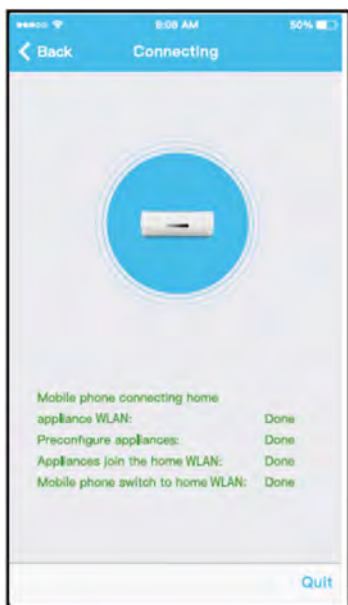 9:08 AM
50%
Back
Connecting
Mobile phone connecting home
appliance WLAN: Done
Preconfigure appliances: Done
Appliances join the home WLAN: Done
Mobile phone switch to home WLAN: Done
Quit